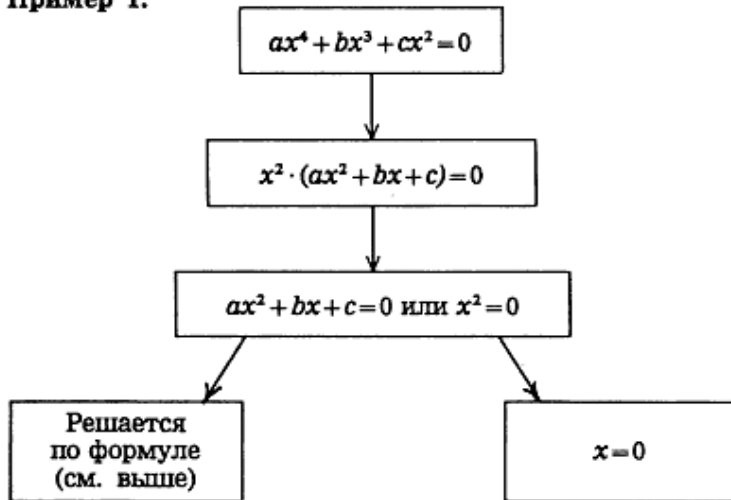 Пример 1.
ax⁴+bx³+cx²=0
x²·(ax²+bx+c)=0
ax²+bx+c=0 или x²=0
Решается
по формуле
(см. выше)
x=0